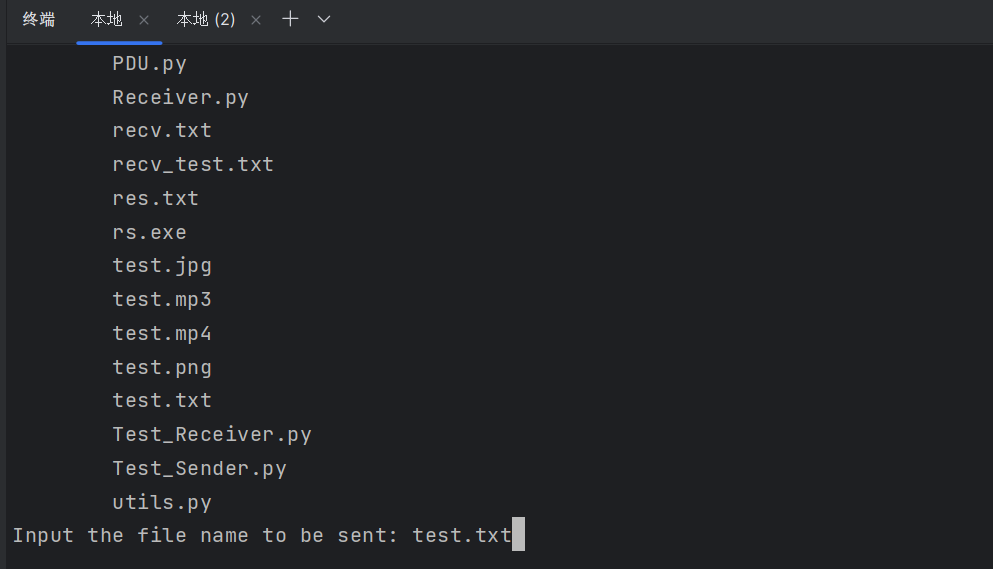 终端 本地 × 本地 (2) ×
PDU.py
Receiver.py
recv.txt
recv_test.txt
res.txt
rs.exe
test.jpg
test.mp3
test.mp4
test.png
test.txt
Test_Receiver.py
Test_Sender.py
utils.py
Input the file name to be sent: test.txt